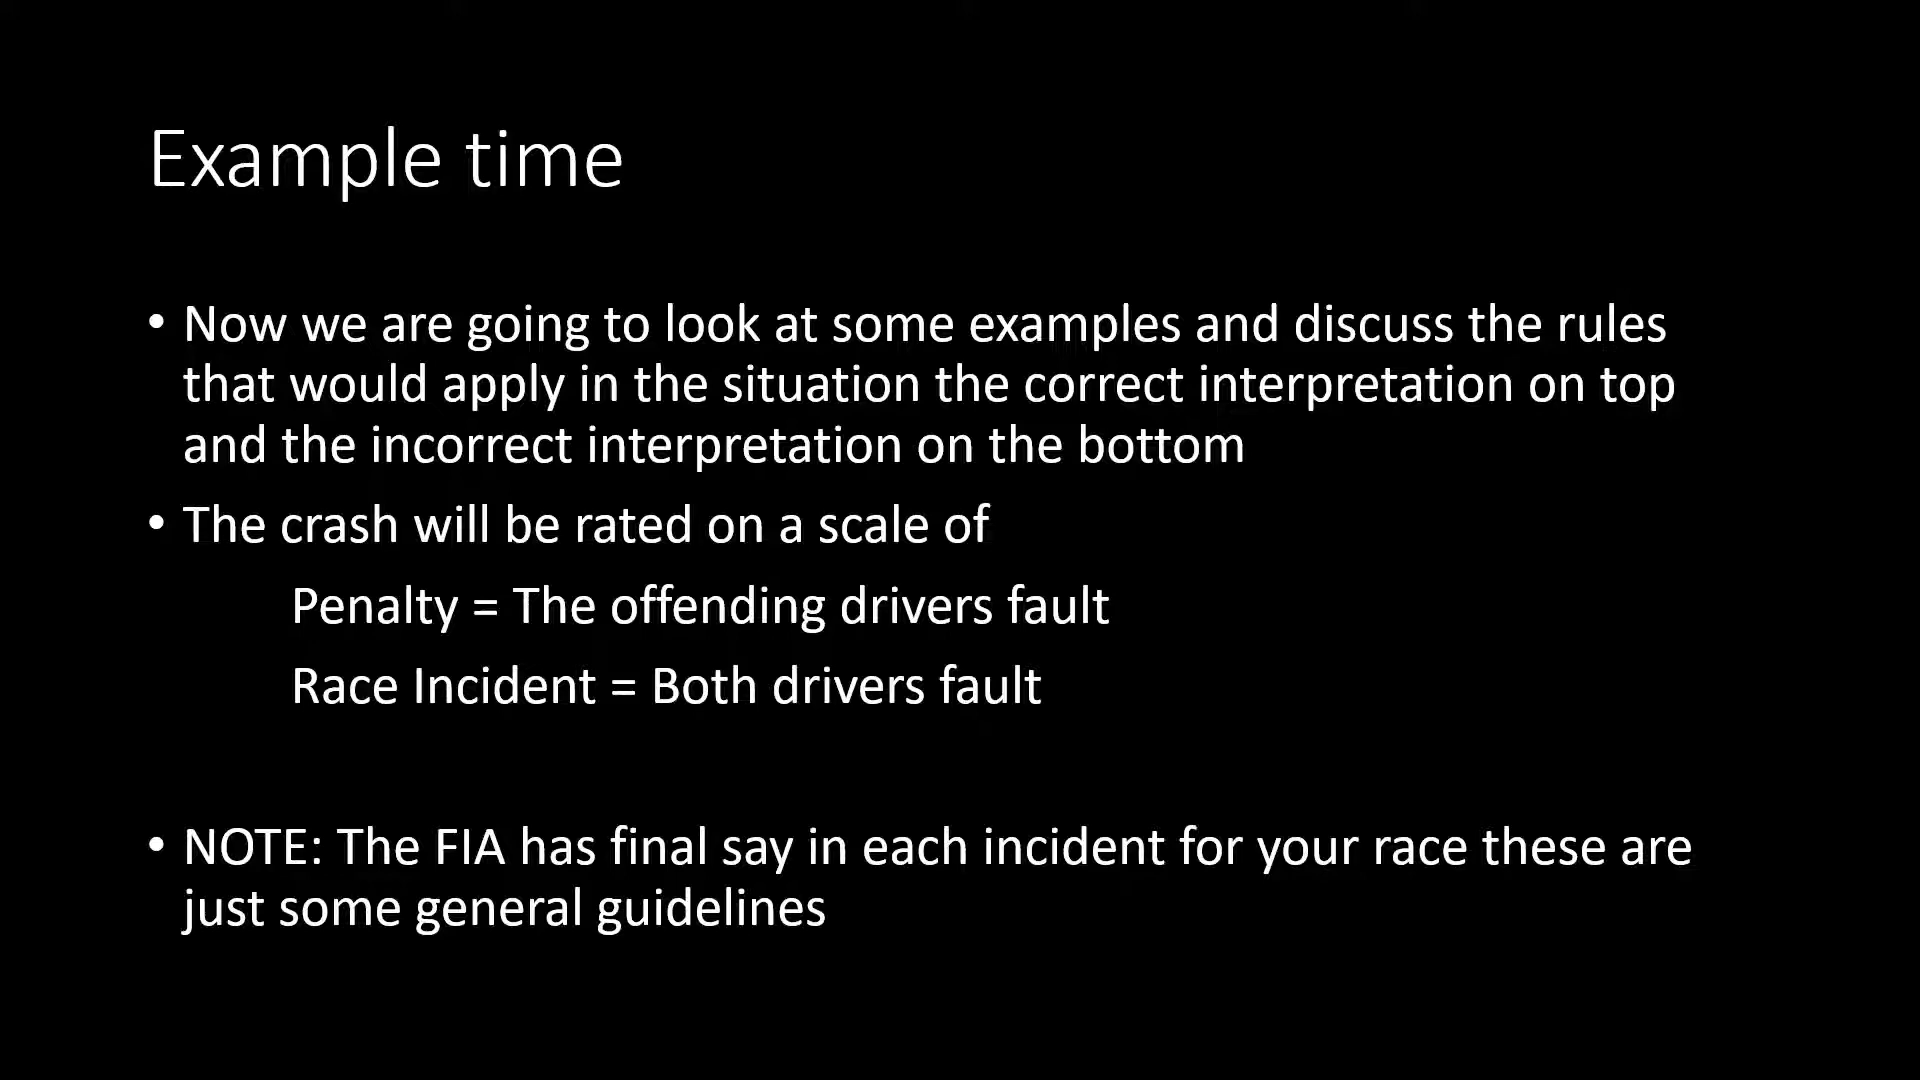 Example time
• Now we are going to look at some examples and discuss the rules
that would apply in the situation the correct interpretation on top
and the incorrect interpretation on the bottom
• The crash will be rated on a scale of
Penalty = The offending drivers fault
Race Incident = Both drivers fault
• NOTE: The FIA has final say in each incident for your race these are
just some general guidelines